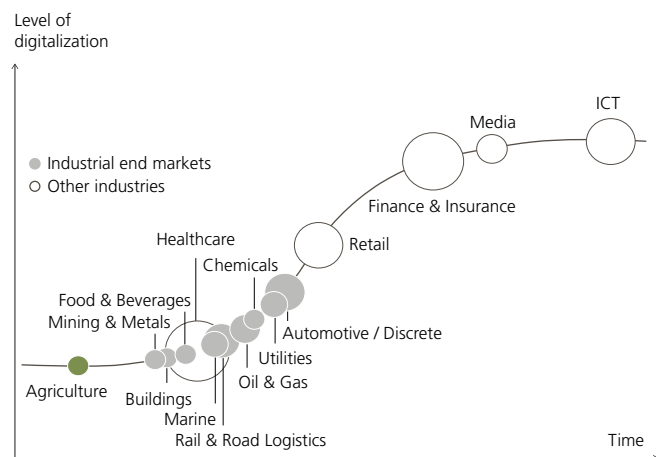 Level of
digitalization
ICT
Media
Industrial end markets
Other industries
Finance & Insurance
Healthcare
Retail
Chemicals
Food & Beverages
Mining & Metals
Automotive / Discrete
Utilities
Oil & Gas
Agriculture
Buildings
Marine
Rail & Road Logistics
Time